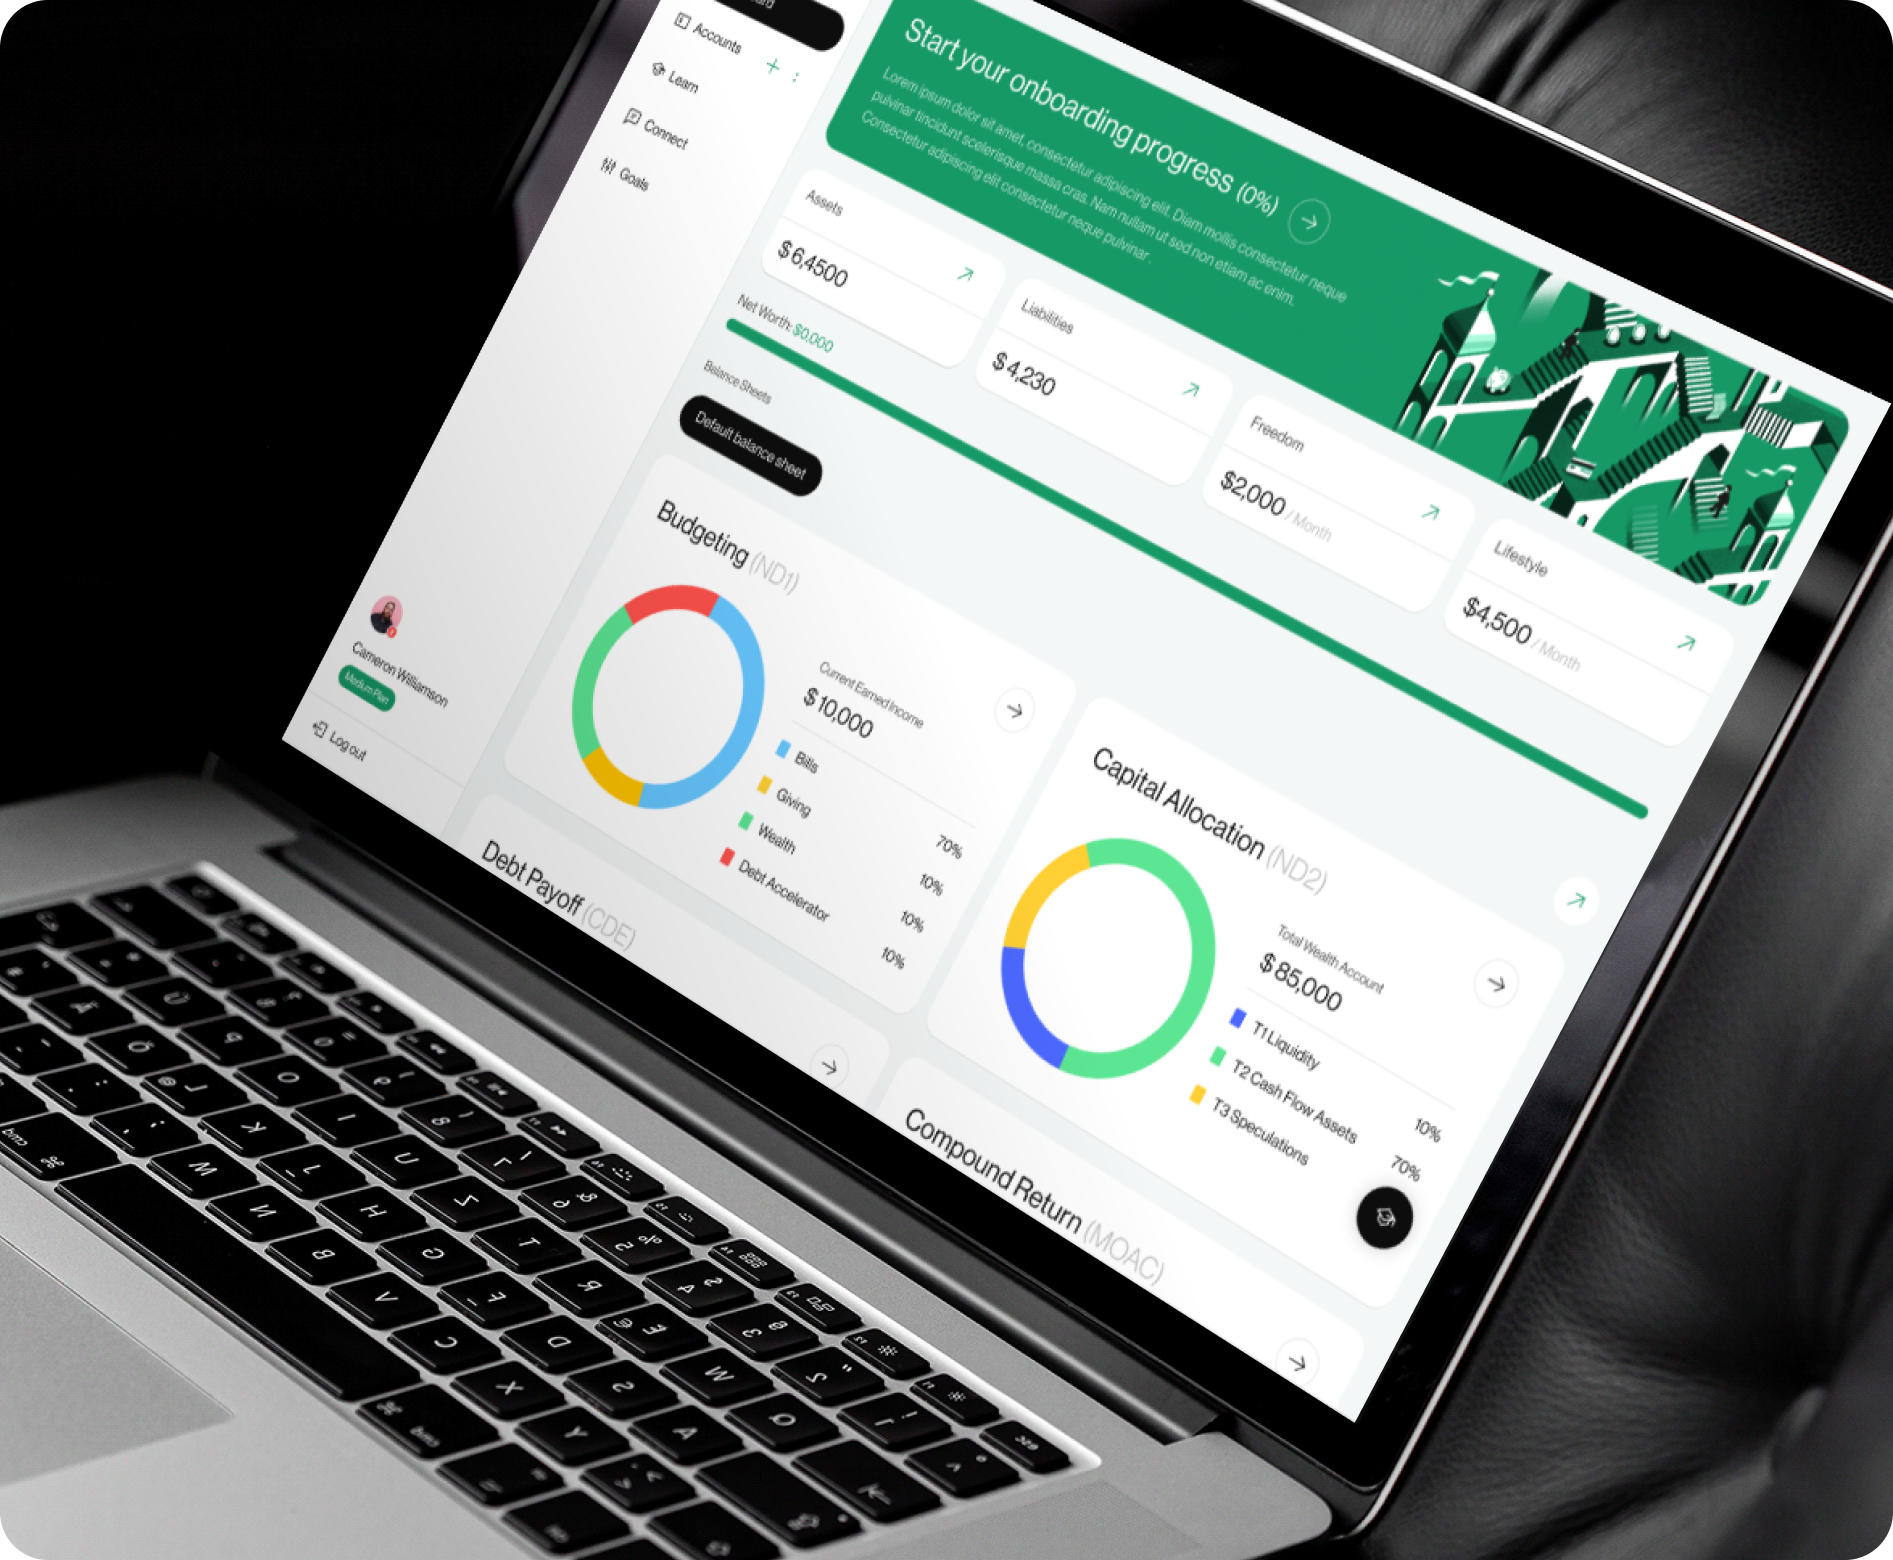 Accounts
Learn
Connect
Goals
Cameron Williamson
Medium Plan
Log out
Start your onboarding progress (0%)
Lorem ipsum dolor sit amet, consectetur adipiscing elit. Diam mollis consectetur neque
pulvinar tincidunt scelerisque massa cras. Nam nullam ut sed non etiam ac enim.
Consectetur adipiscing elit consectetur neque pulvinar.
Assets
$6,4500
Liabilities
$4,230
Freedom
$2,000 / Month
Lifestyle
$4,500 / Month
Net Worth: $0,000
Balance Sheets
Default balance sheet
Budgeting (ND1)
Current Earned Income
$10,000
Bills 70%
Giving 10%
Wealth 10%
Debt Accelerator 10%
Capital Allocation (ND2)
Total Wealth Account
$85,000
T1 Liquidity 10%
T2 Cash Flow Assets 70%
T3 Speculations
Debt Payoff (CDE)
Compound Return (MOAC)